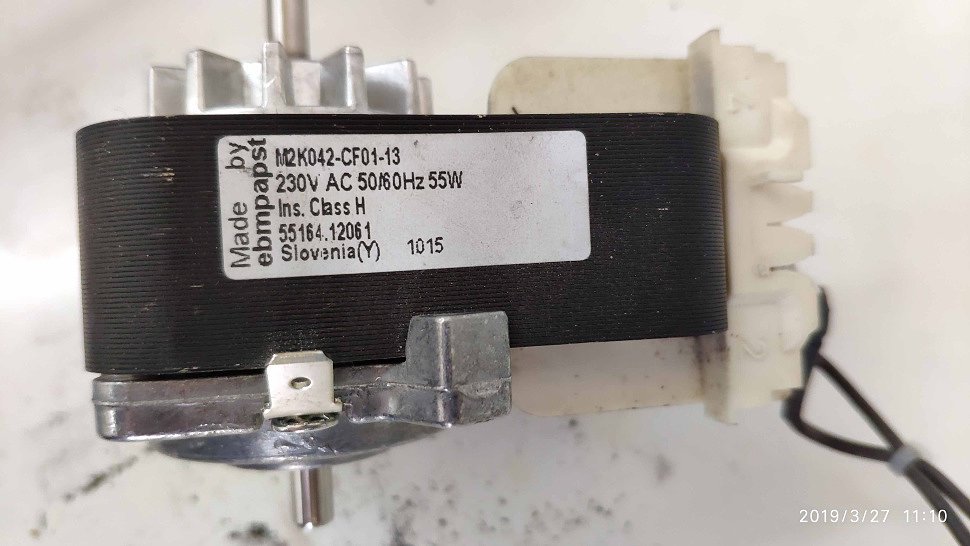 Made by
ebmpapst
M2K042-CF01-13
230V AC 50/60Hz 55W
Ins. Class H
55164.12061
Slovenia(Y) 1015
2019/3/27 11:10